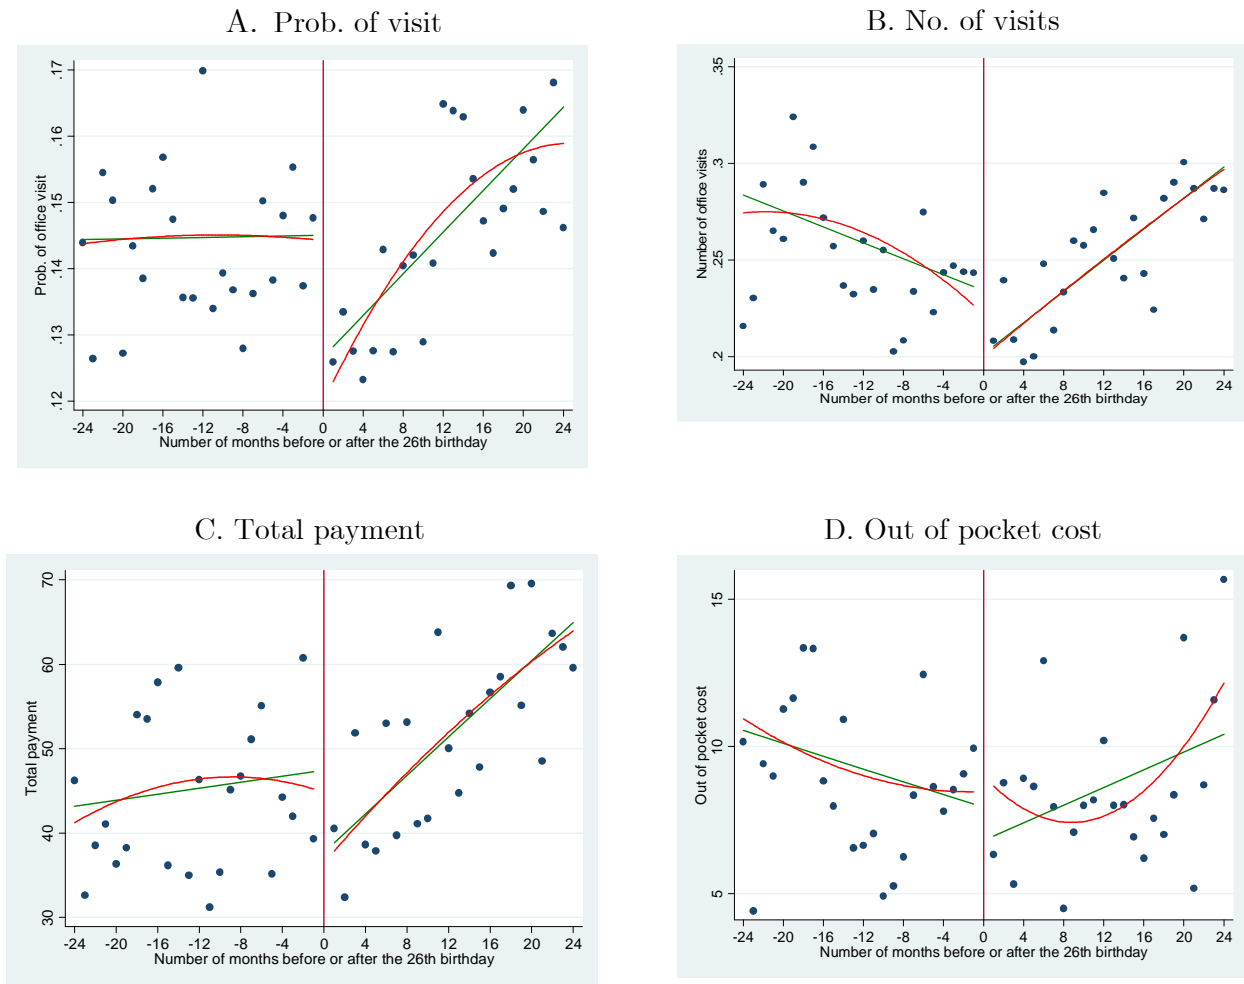 A. Prob. of visit
B. No. of visits
Prob. of office visit
.17
.16
.15
.14
.13
.12
-24 -20 -16 -12 -8 -4 0 4 8 12 16 20 24
Number of months before or after the 26th birthday
Number of office visits
.35
.3
.25
.2
-24 -20 -16 -12 -8 -4 0 4 8 12 16 20 24
Number of months before or after the 26th birthday
C. Total payment
D. Out of pocket cost
Total payment
70
60
50
40
30
-24 -20 -16 -12 -8 -4 0 4 8 12 16 20 24
Number of months before or after the 26th birthday
Out of pocket cost
15
10
5
-24 -20 -16 -12 -8 -4 0 4 8 12 16 20 24
Number of months before or after the 26th birthday